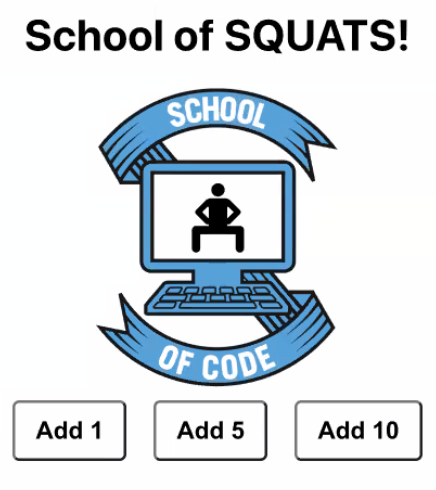 School of SQUATS!
SCHOOL
OF CODE
Add 1
Add 5
Add 10